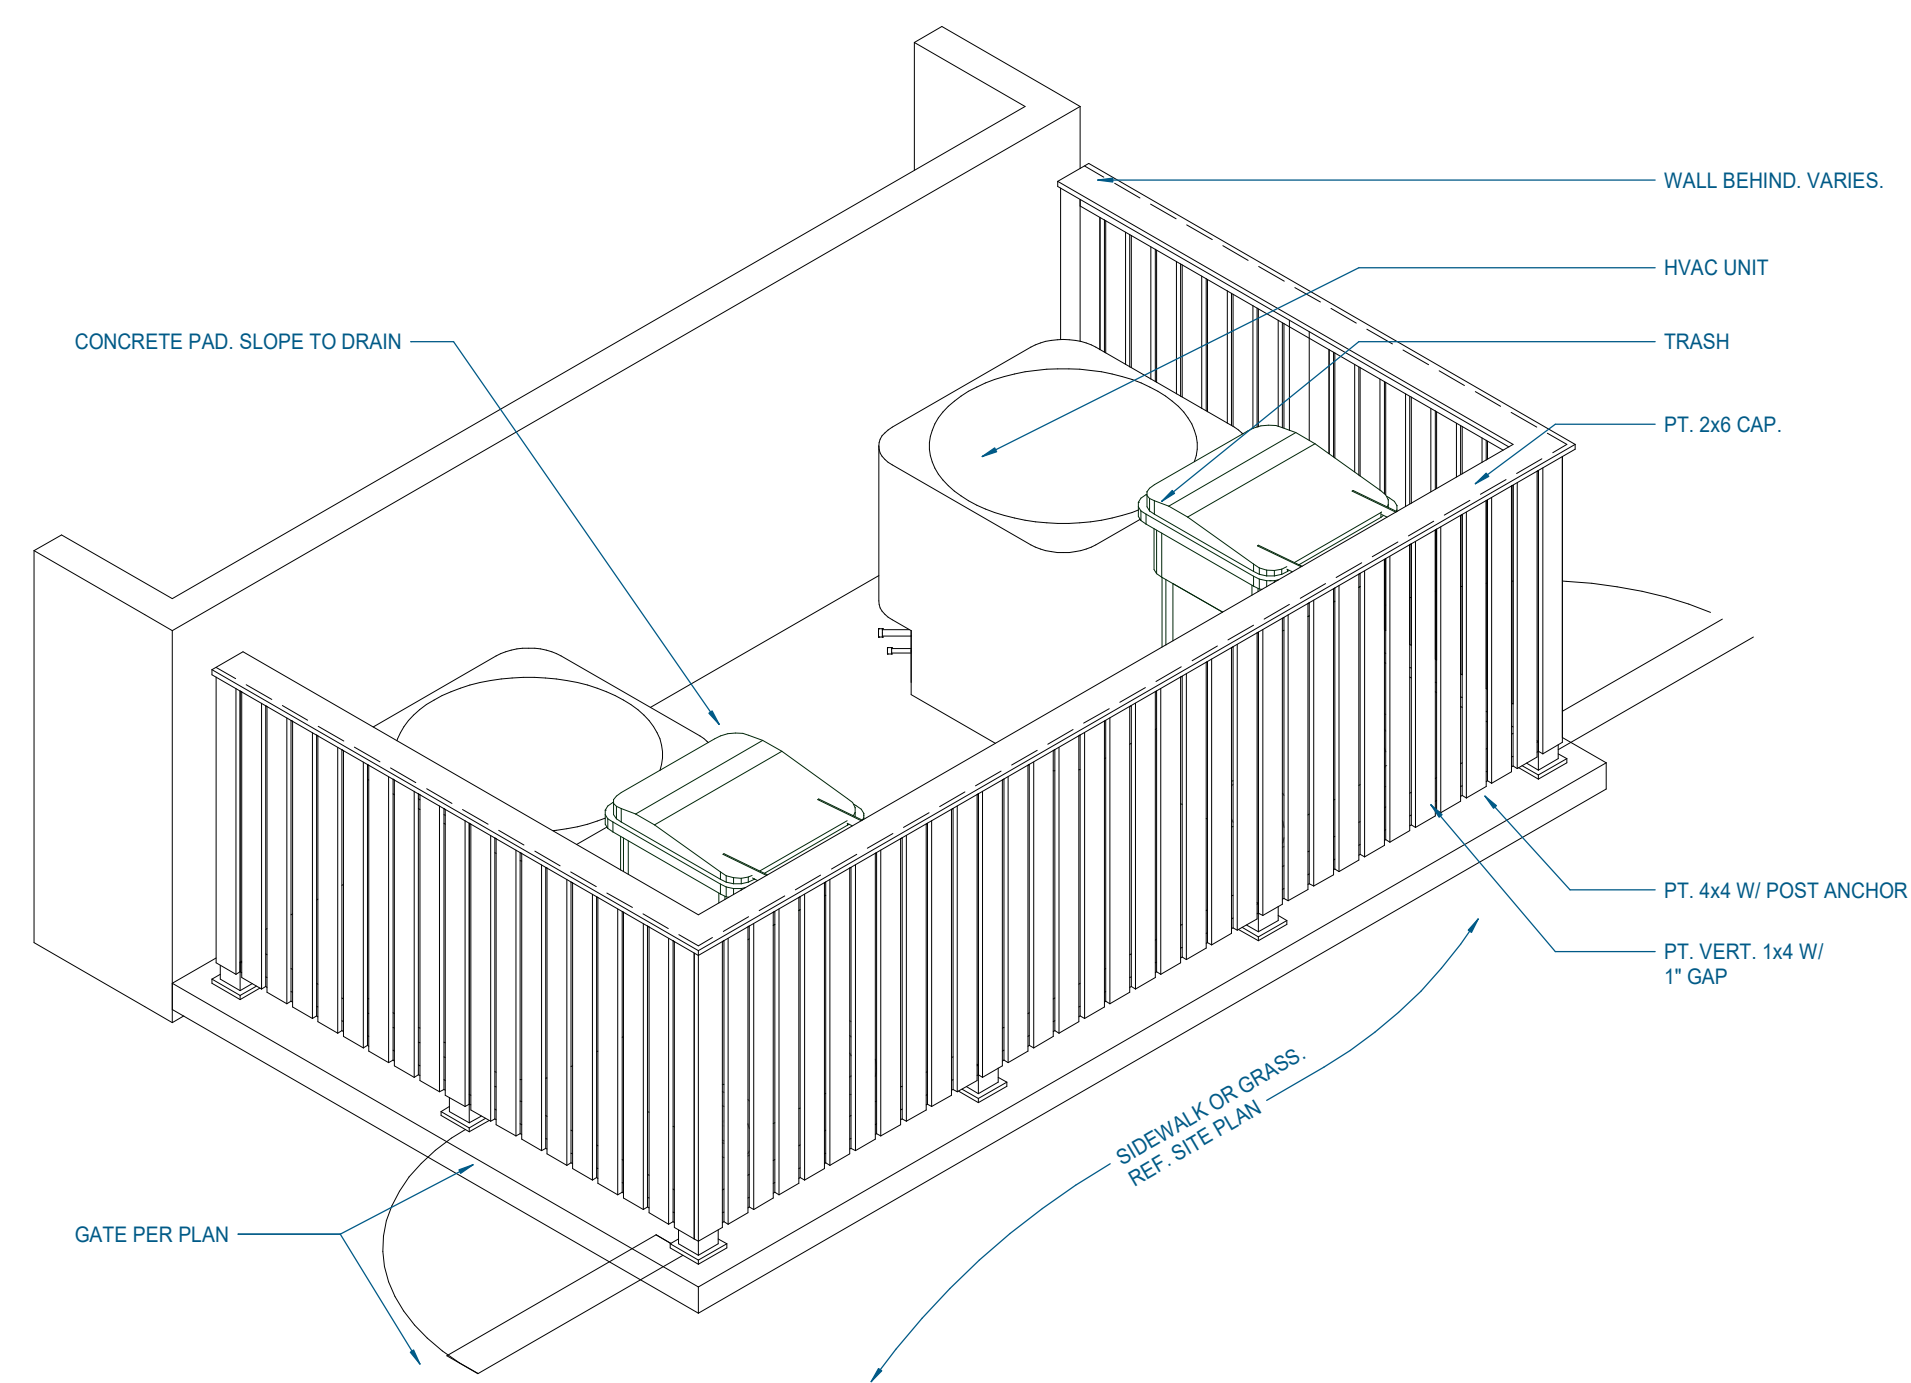 WALL BEHIND. VARIES.
HVAC UNIT
CONCRETE PAD. SLOPE TO DRAIN
TRASH
PT. 2x6 CAP.
PT. 4x4 W/ POST ANCHOR
PT. VERT. 1x4 W/
1" GAP
SIDEWALK OR GRASS.
REF. SITE PLAN
GATE PER PLAN